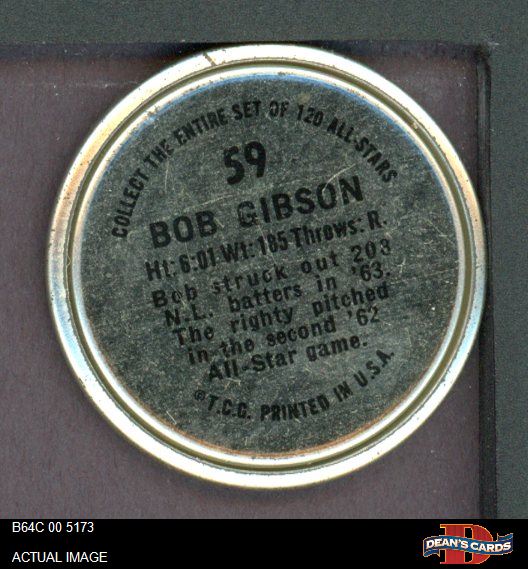 COLLECT THE ENTIRE SET OF 120 ALL-STARS
59
BOB GIBSON
Ht: 6:01 Wt: 185 Throws: R.
Bob struck out 203
N.L. batters in '63.
The righty pitched
in the second '62
All-Star game.
©T.C.G. PRINTED IN U.S.A.
B64C 00 5173
ACTUAL IMAGE
D
DEAN'S CARDS